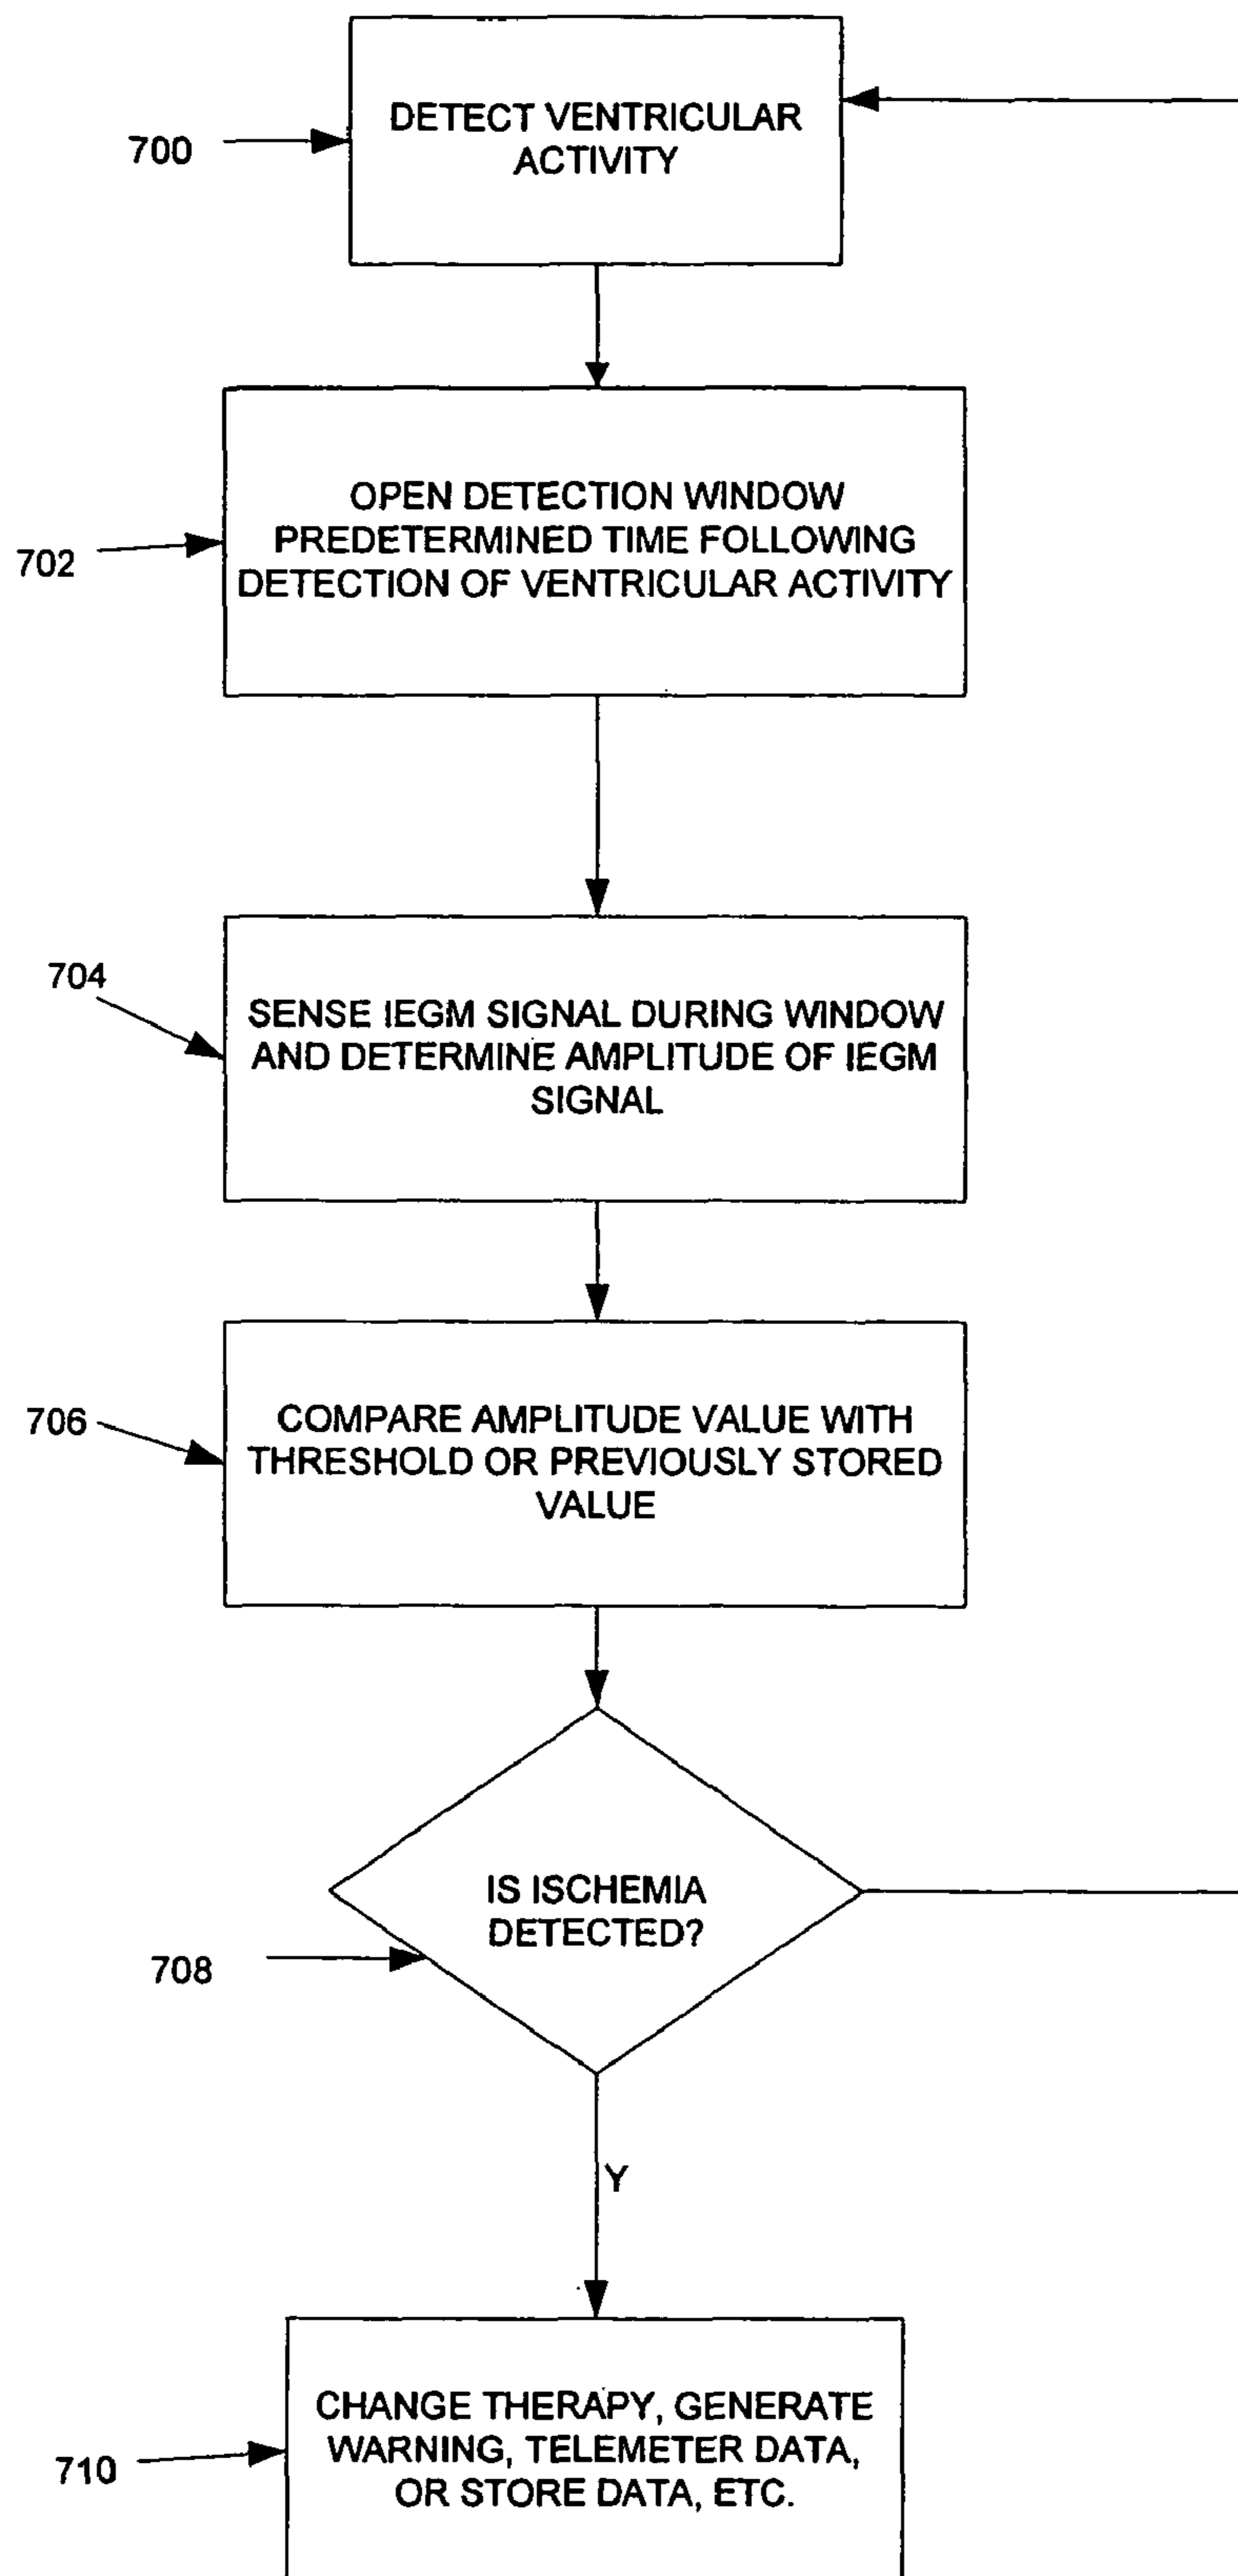 DETECT VENTRICULAR
ACTIVITY
700
OPEN DETECTION WINDOW
PREDETERMINED TIME FOLLOWING
DETECTION OF VENTRICULAR ACTIVITY
702
704
SENSE IEGM SIGNAL DURING WINDOW
AND DETERMINE AMPLITUDE OF IEGM
SIGNAL
706
COMPARE AMPLITUDE VALUE WITH
THRESHOLD OR PREVIOUSLY STORED
VALUE
IS ISCHEMIA
DETECTED?
708
Y
CHANGE THERAPY, GENERATE
WARNING, TELEMETER DATA,
OR STORE DATA, ETC.
710